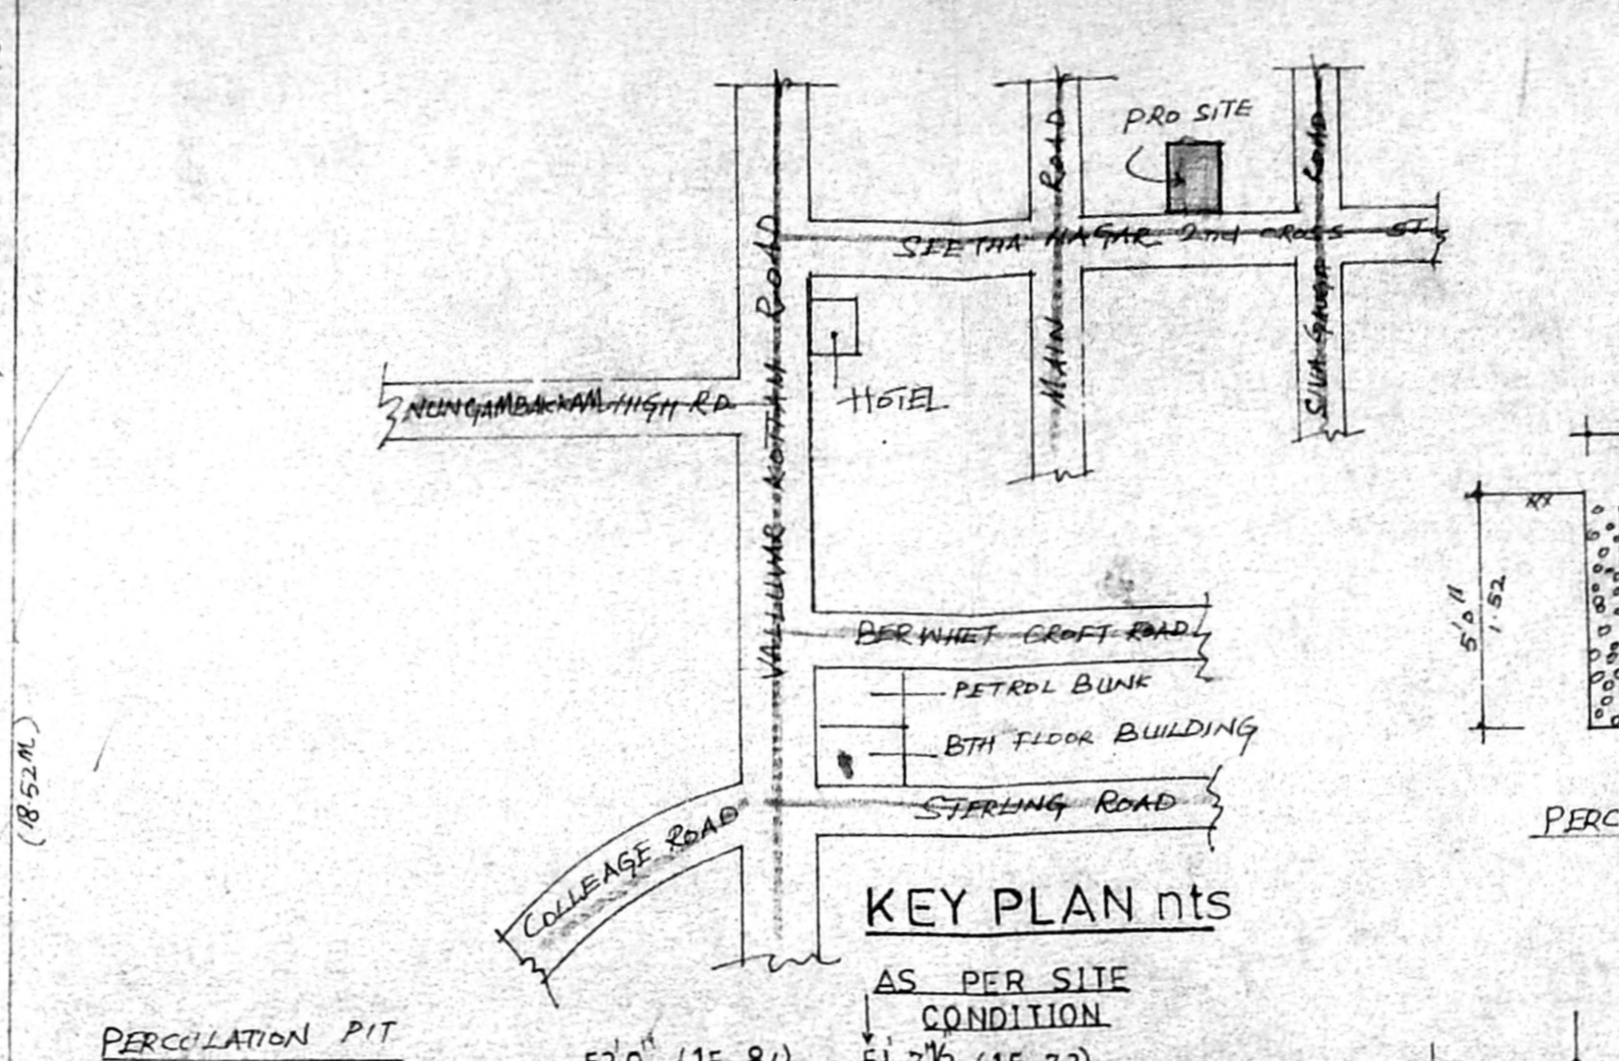 PRO SITE
VALLUVAR KOTTAM ROAD
MAIN ROAD
SIVA GANGA ROAD
SEETHA NAGAR 2nd CROSS ST
NUNGAMBAKKAM HIGH RD
HOTEL
BERWHET CROFT ROAD
PETROL BUNK
8TH FLOOR BUILDING
STERLING ROAD
COLLEAGE ROAD
KEY PLAN nts
AS PER SITE
CONDITION
PERCOLATION PIT
(18.52M)
5'0"
1.52
PERC